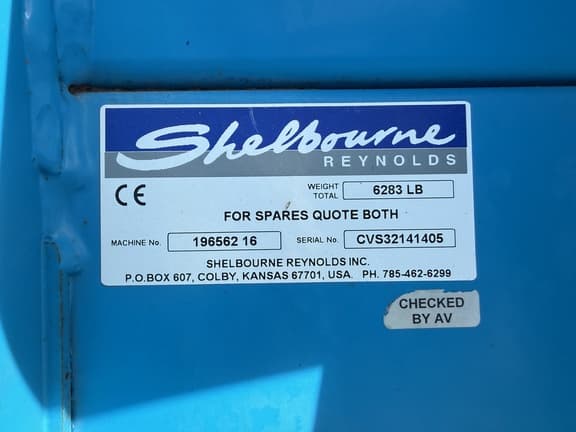 Shelbourne
REYNOLDS
CE
WEIGHT TOTAL 6283 LB
FOR SPARES QUOTE BOTH
MACHINE No. 196562 16 SERIAL No. CVS32141405
SHELBOURNE REYNOLDS INC.
P.O.BOX 607, COLBY, KANSAS 67701, USA. PH. 785-462-6299
CHECKED
BY AV